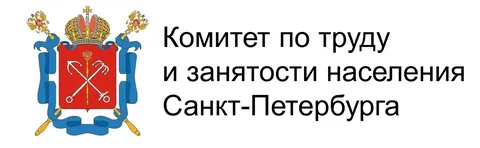 Комитет по труду
и занятости населения
Санкт-Петербурга